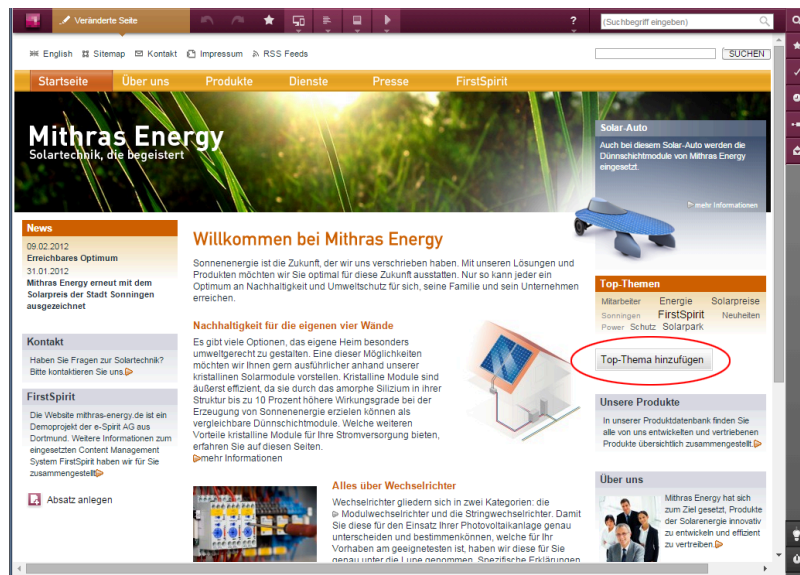 Veränderte Seite
?
(Suchbegriff eingeben)
English Sitemap Kontakt Impressum RSS Feeds
SUCHEN
Startseite Über uns Produkte Dienste Presse FirstSpirit
Mithras Energy
Solartechnik, die begeistert
Solar-Auto
Auch bei diesem Solar-Auto werden die
Dünnschichtmodule von Mithras Energy
eingesetzt.
mehr Informationen
News
09.02.2012
Erreichbares Optimum
31.01.2012
Mithras Energy erneut mit dem
Solarpreis der Stadt Sonningen
ausgezeichnet
Kontakt
Haben Sie Fragen zur Solartechnik?
Bitte kontaktieren Sie uns.
FirstSpirit
Die Website mithras-energy.de ist ein
Demoprojekt der e-Spirit AG aus
Dortmund. Weitere Informationen zum
eingesetzten Content Management
System FirstSpirit haben wir für Sie
zusammengestellt
Absatz anlegen
Willkommen bei Mithras Energy
Sonnenenergie ist die Zukunft, der wir uns verschrieben haben. Mit unseren Lösungen und
Produkten möchten wir Sie optimal für diese Zukunft ausstatten. Nur so kann jeder ein
Optimum an Nachhaltigkeit und Umweltschutz für sich, seine Familie und sein Unternehmen
erreichen.
Nachhaltigkeit für die eigenen vier Wände
Es gibt viele Optionen, das eigene Heim besonders
umweltgerecht zu gestalten. Eine dieser Möglichkeiten
möchten wir Ihnen gern ausführlicher anhand unserer
kristallinen Solarmodule vorstellen. Kristalline Module sind
äußerst effizient, da sie durch das amorphe Silizium in ihrer
Struktur bis zu 10 Prozent höhere Wirkungsgrade bei der
Erzeugung von Sonnenenergie erzielen können als
vergleichbare Dünnschichtmodule. Welche weiteren
Vorteile kristalline Module für Ihre Stromversorgung bieten,
erfahren Sie auf diesen Seiten.
mehr Informationen
Alles über Wechselrichter
Wechselrichter gliedern sich in zwei Kategorien: die
Modulwechselrichter und die Stringwechselrichter. Damit
Sie diese für den Einsatz Ihrer Photovoltaikanlage genau
unterscheiden und bestimmenkönnen, welche für Ihr
Vorhaben am geeignetesten ist, haben wir diese für Sie
genau unter die Lupe genommen. Spezifische Erklärungen
Top-Themen
Mitarbeiter Energie Solarpreise
Sonningen FirstSpirit Neuheiten
Power Schutz Solarpark
Top-Thema hinzufügen
Unsere Produkte
In unserer Produktdatenbank finden Sie
alle von uns entwickelten und vertriebenen
Produkte übersichtlich zusammengestellt.
Über uns
Mithras Energy hat sich
zum Ziel gesetzt, Produkte
der Solarenergie innovativ
zu entwickeln und effizient
zu vertreiben.